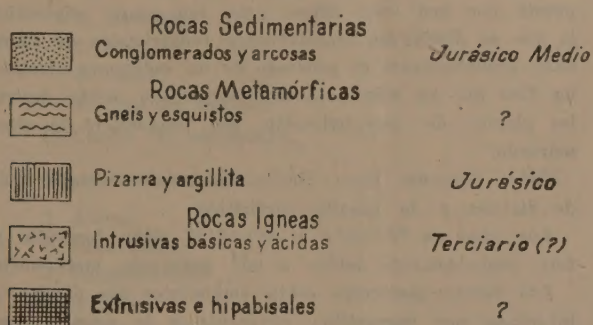 Rocas Sedimentarias
Conglomerados y arcosas Jurásico Medio
Rocas Metamórficas
Gneis y esquistos ?
Pizarra y argillita Jurásico
Rocas Igneas
Intrusivas básicas y ácidas Terciario (?)
Extrusivas e hipabisales ?